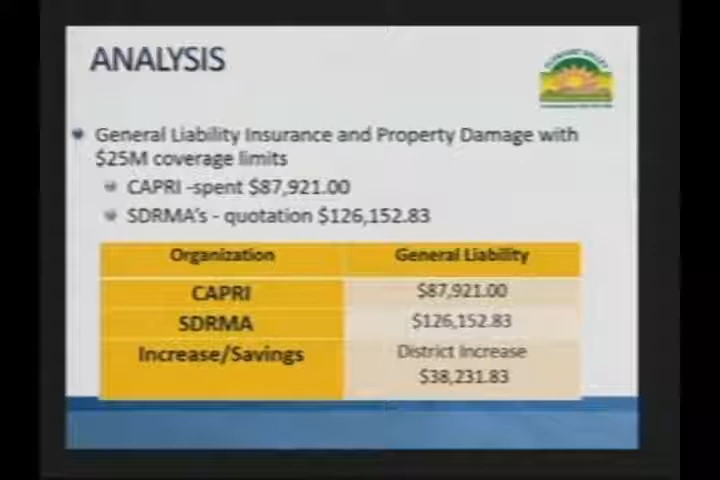 ANALYSIS
General Liability Insurance and Property Damage with
$25M coverage limits
CAPRI -spent $87,921.00
SDRMA's - quotation $126,152.83
Organization General Liability
CAPRI $87,921.00
SDRMA $126,152.83
Increase/Savings District Increase
$38,231.83